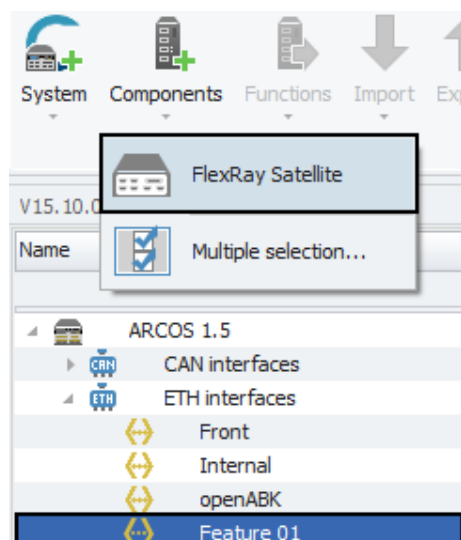 System Components Functions Import Exp
FlexRay Satellite
V15.10.0
Name
Multiple selection...
ARCOS 1.5
CAN CAN interfaces
ETH ETH interfaces
Front
Internal
openABK
Feature 01